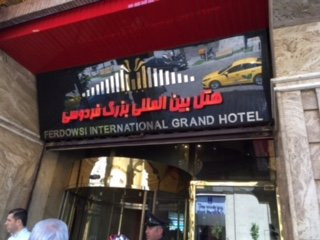 هتل بین المللی بزرگ فردوسی
FERDOWSI INTERNATIONAL GRAND HOTEL